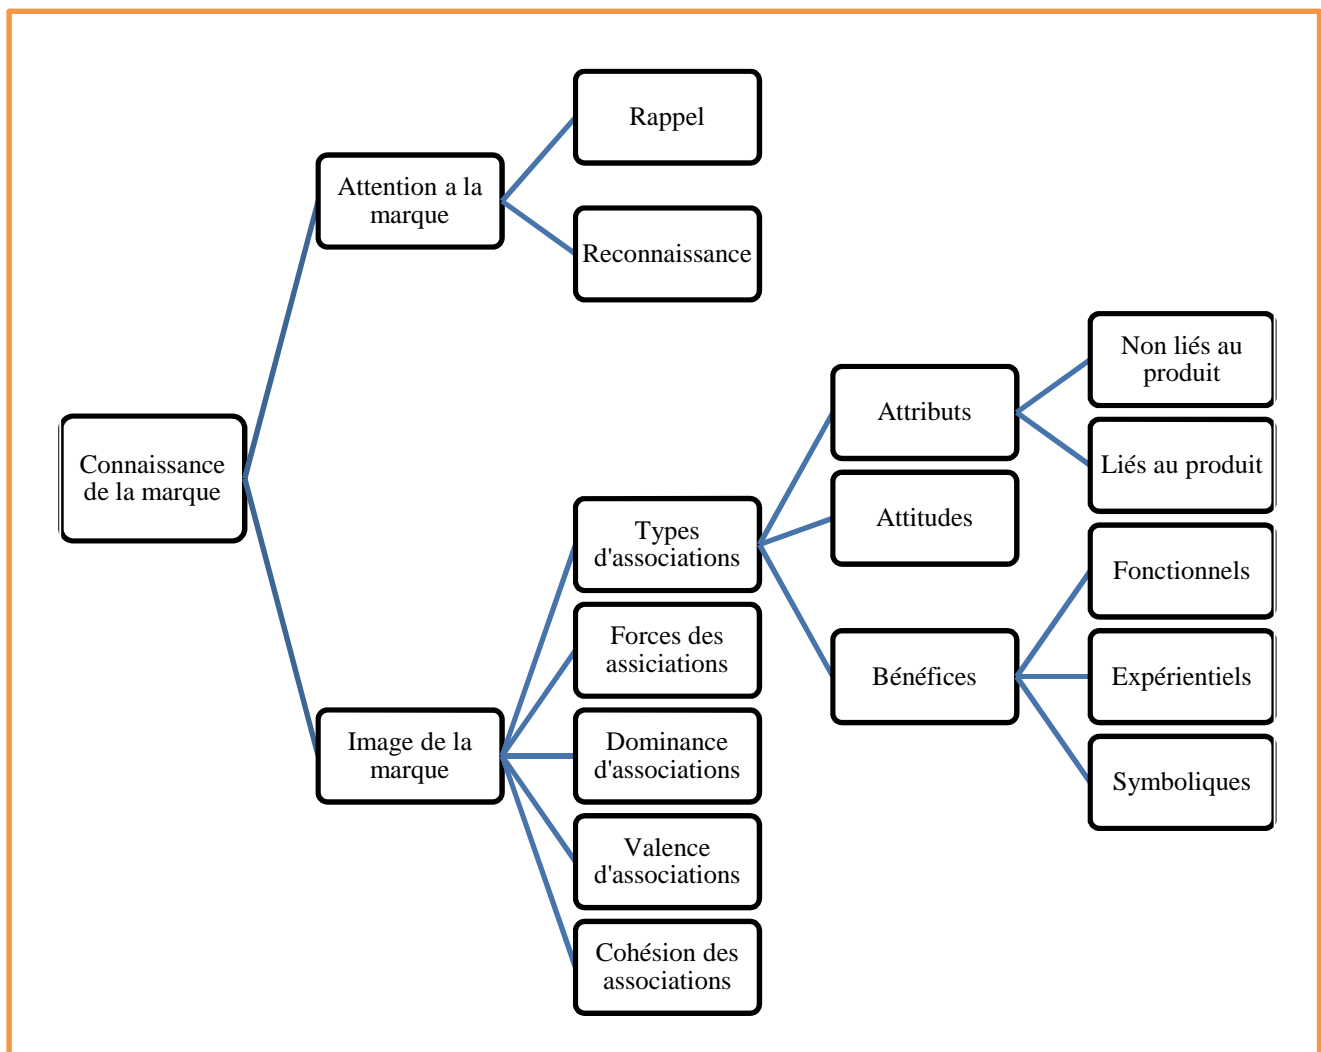 Rappel
Attention a la
marque
Reconnaissance
Non liés au
produit
Attributs
Liés au produit
Connaissance
de la marque
Types
d'associations
Attitudes
Fonctionnels
Forces des
assiciations
Bénéfices
Expérientiels
Image de la
marque
Dominance
d'associations
Symboliques
Valence
d'associations
Cohésion des
associations